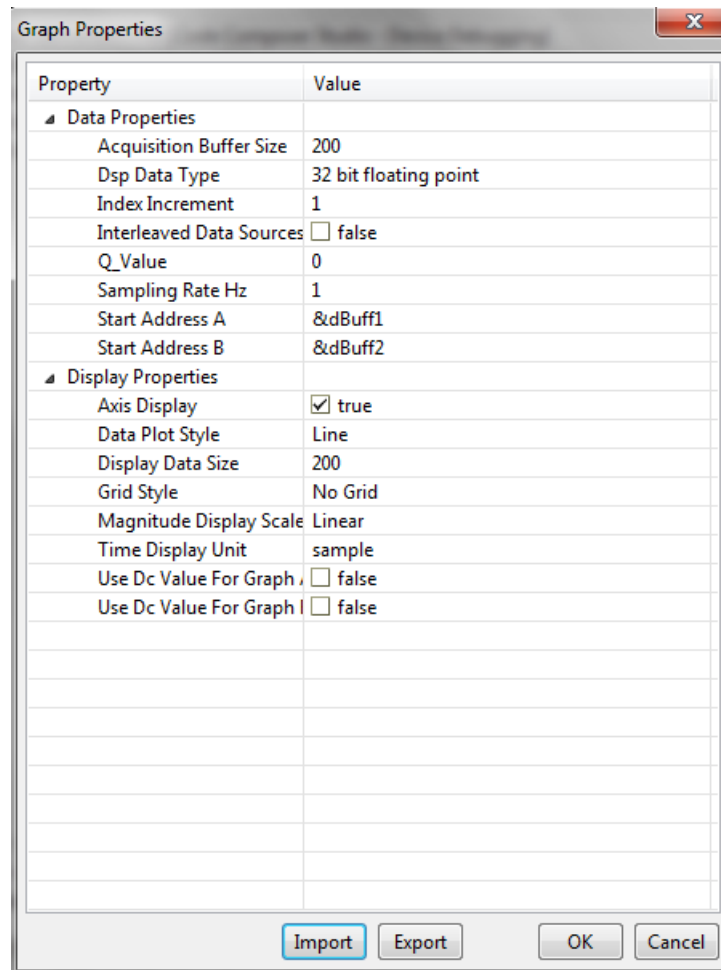 Graph Properties
Property Value
Data Properties
Acquisition Buffer Size 200
Dsp Data Type 32 bit floating point
Index Increment 1
Interleaved Data Sources false
Q_Value 0
Sampling Rate Hz 1
Start Address A &dBuff1
Start Address B &dBuff2
Display Properties
Axis Display true
Data Plot Style Line
Display Data Size 200
Grid Style No Grid
Magnitude Display Scale Linear
Time Display Unit sample
Use Dc Value For Graph false
Use Dc Value For Graph false
Import Export OK Cancel